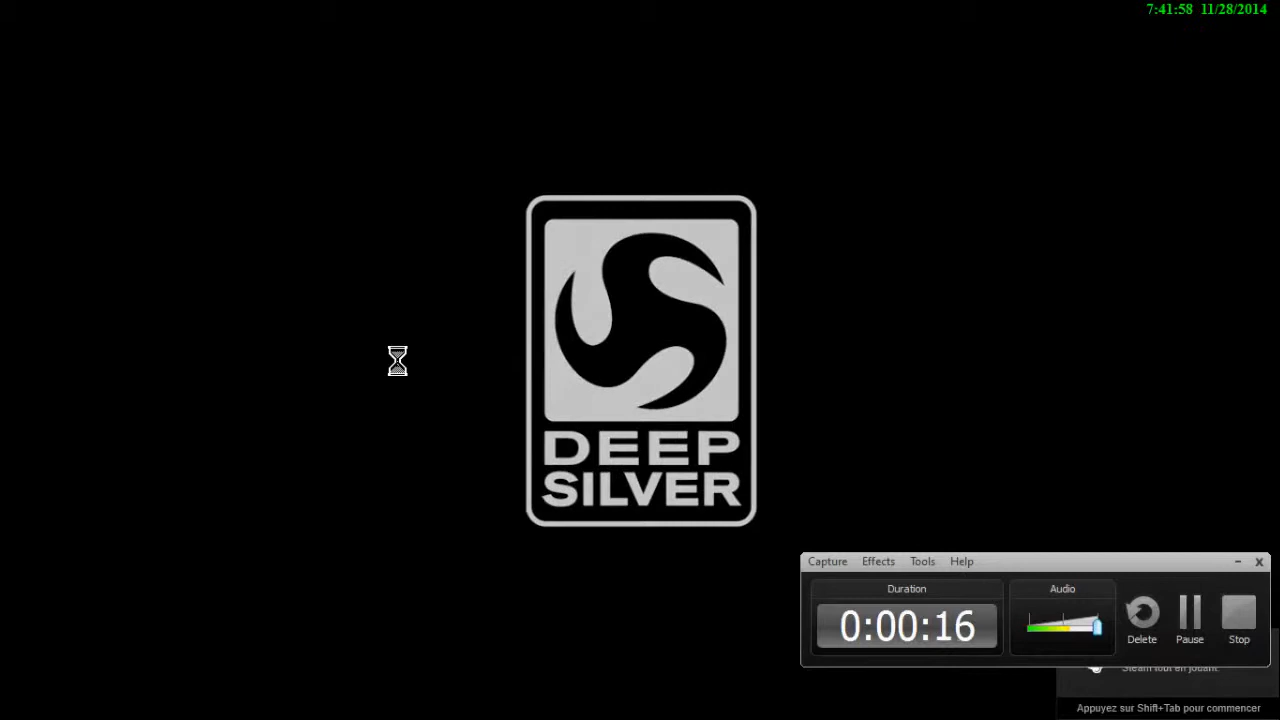 7:41:58 11/28/2014
DEEP
SILVER
Capture Effects Tools Help
Duration
Audio
0:00:16
Delete
Pause
Stop
Steam tout en jouant.
Appuyez sur Shift+Tab pour commencer